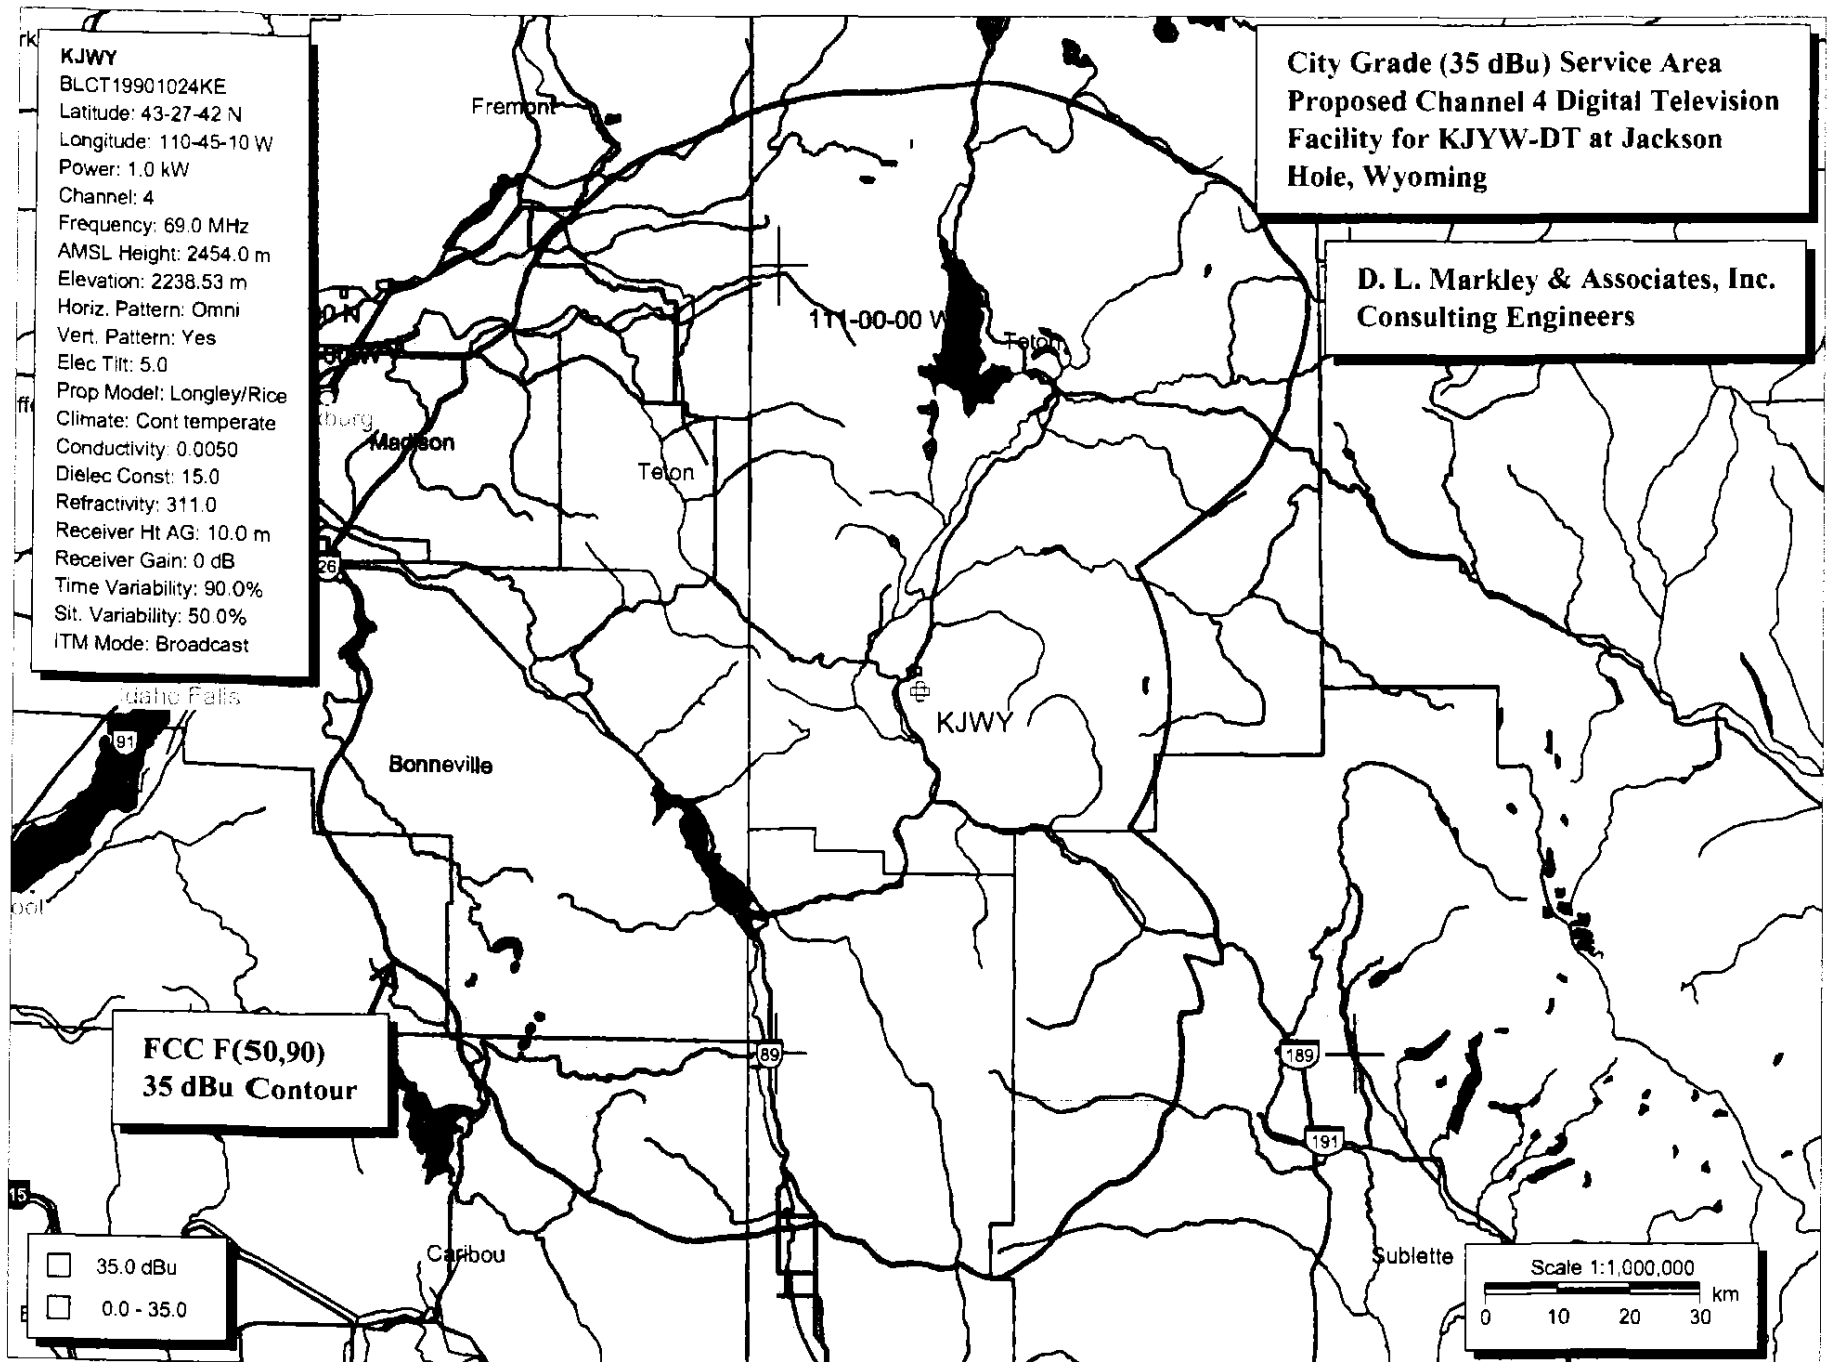 KJWY
BLCT19901024KE
Latitude: 43-27-42 N
Longitude: 110-45-10 W
Power: 1.0 kW
Channel: 4
Frequency: 69.0 MHz
AMSL Height: 2454.0 m
Elevation: 2238.53 m
Horiz. Pattern: Omni
Vert. Pattern: Yes
Elec Tilt: 5.0
Prop Model: Longley/Rice
Climate: Cont temperate
Conductivity: 0.0050
Dielec Const: 15.0
Refractivity: 311.0
Receiver Ht AG: 10.0 m
Receiver Gain: 0 dB
Time Variability: 90.0%
Sit. Variability: 50.0%
ITM Mode: Broadcast
City Grade (35 dBu) Service Area
Proposed Channel 4 Digital Television
Facility for KJYW-DT at Jackson
Hole, Wyoming
D. L. Markley & Associates, Inc.
Consulting Engineers
Fremont
111-00-00 W
Teton
Madison
Teton
26
KJWY
Idaho Falls
91
Bonneville
FCC F(50,90)
35 dBu Contour
89
189
191
15
Caribou
Sublette
35.0 dBu
0.0 - 35.0
Scale 1:1,000,000
0 10 20 30 km